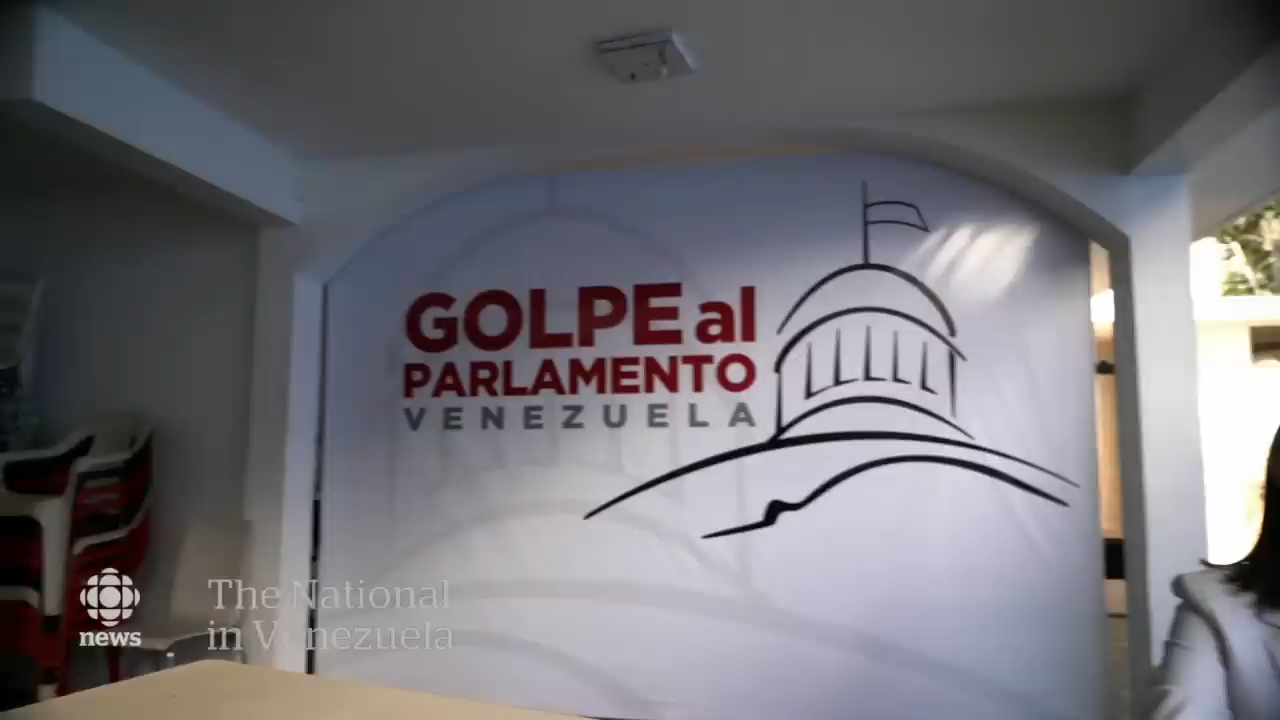 GOLPE al
PARLAMENTO
VENEZUELA
news
The National
in Venezuela